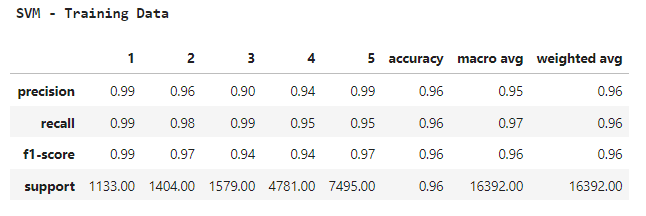 SVM - Training Data
1 2 3 4 5 accuracy macro avg weighted avg
precision 0.99 0.96 0.90 0.94 0.99 0.96 0.95 0.96
recall 0.99 0.98 0.99 0.95 0.95 0.96 0.97 0.96
f1-score 0.99 0.97 0.94 0.94 0.97 0.96 0.96 0.96
support 1133.00 1404.00 1579.00 4781.00 7495.00 0.96 16392.00 16392.00